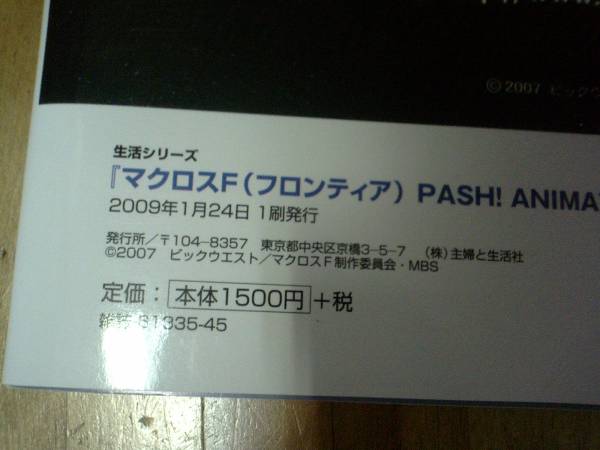 ©2007 ビックウ
生活シリーズ
『マクロスF(フロンティア) PASH! ANIMA
2009年1月24日 1刷発行
発行所/〒104-8357 東京都中央区京橋3-5-7 (株)主婦と生活社
©2007 ビックウエスト/マクロスF制作委員会・MBS
定価: 本体1500円+税
雑誌 61335-45